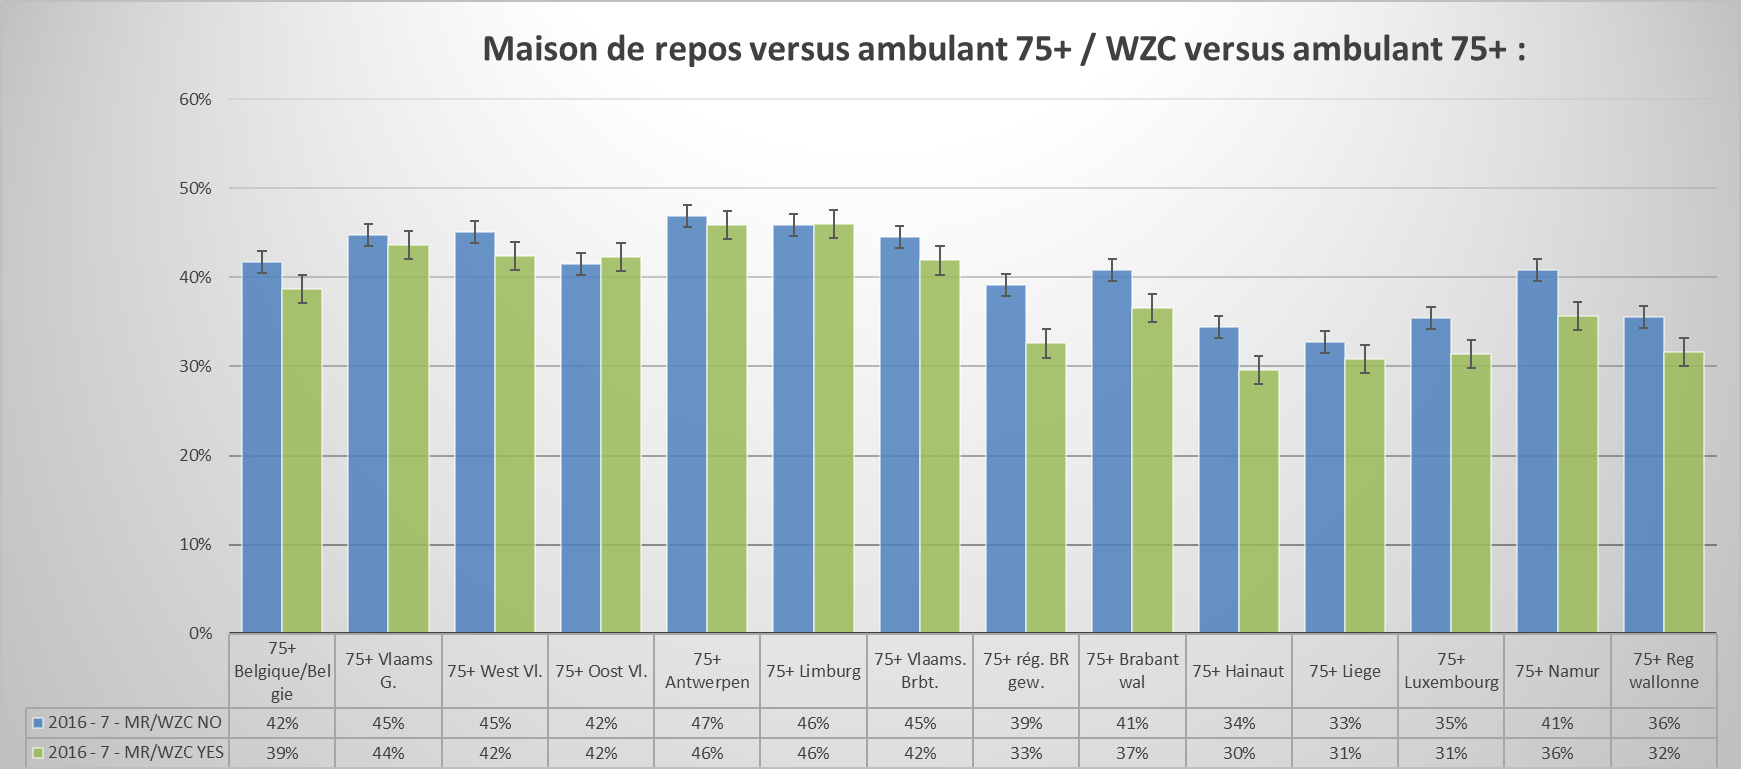 Maison de repos versus ambulant 75+ / WZC versus ambulant 75+ :
60%
50%
40%
30%
20%
10%
0%
75+
Belgique/Bel
gie
75+ Vlaams
G.
75+ West Vl.
75+ Oost Vl.
75+
Antwerpen
75+ Limburg
75+ Vlaams.
Brbt.
75+ rég. BR
gew.
75+ Brabant
wal
75+ Hainaut
75+ Liege
75+
Luxembourg
75+ Namur
75+ Reg
wallonne
2016 - 7 - MR/WZC NO 42% 45% 45% 42% 47% 46% 45% 39% 41% 34% 33% 35% 41% 36%
2016 - 7 - MR/WZC YES 39% 44% 42% 42% 46% 46% 42% 33% 37% 30% 31% 31% 36% 32%